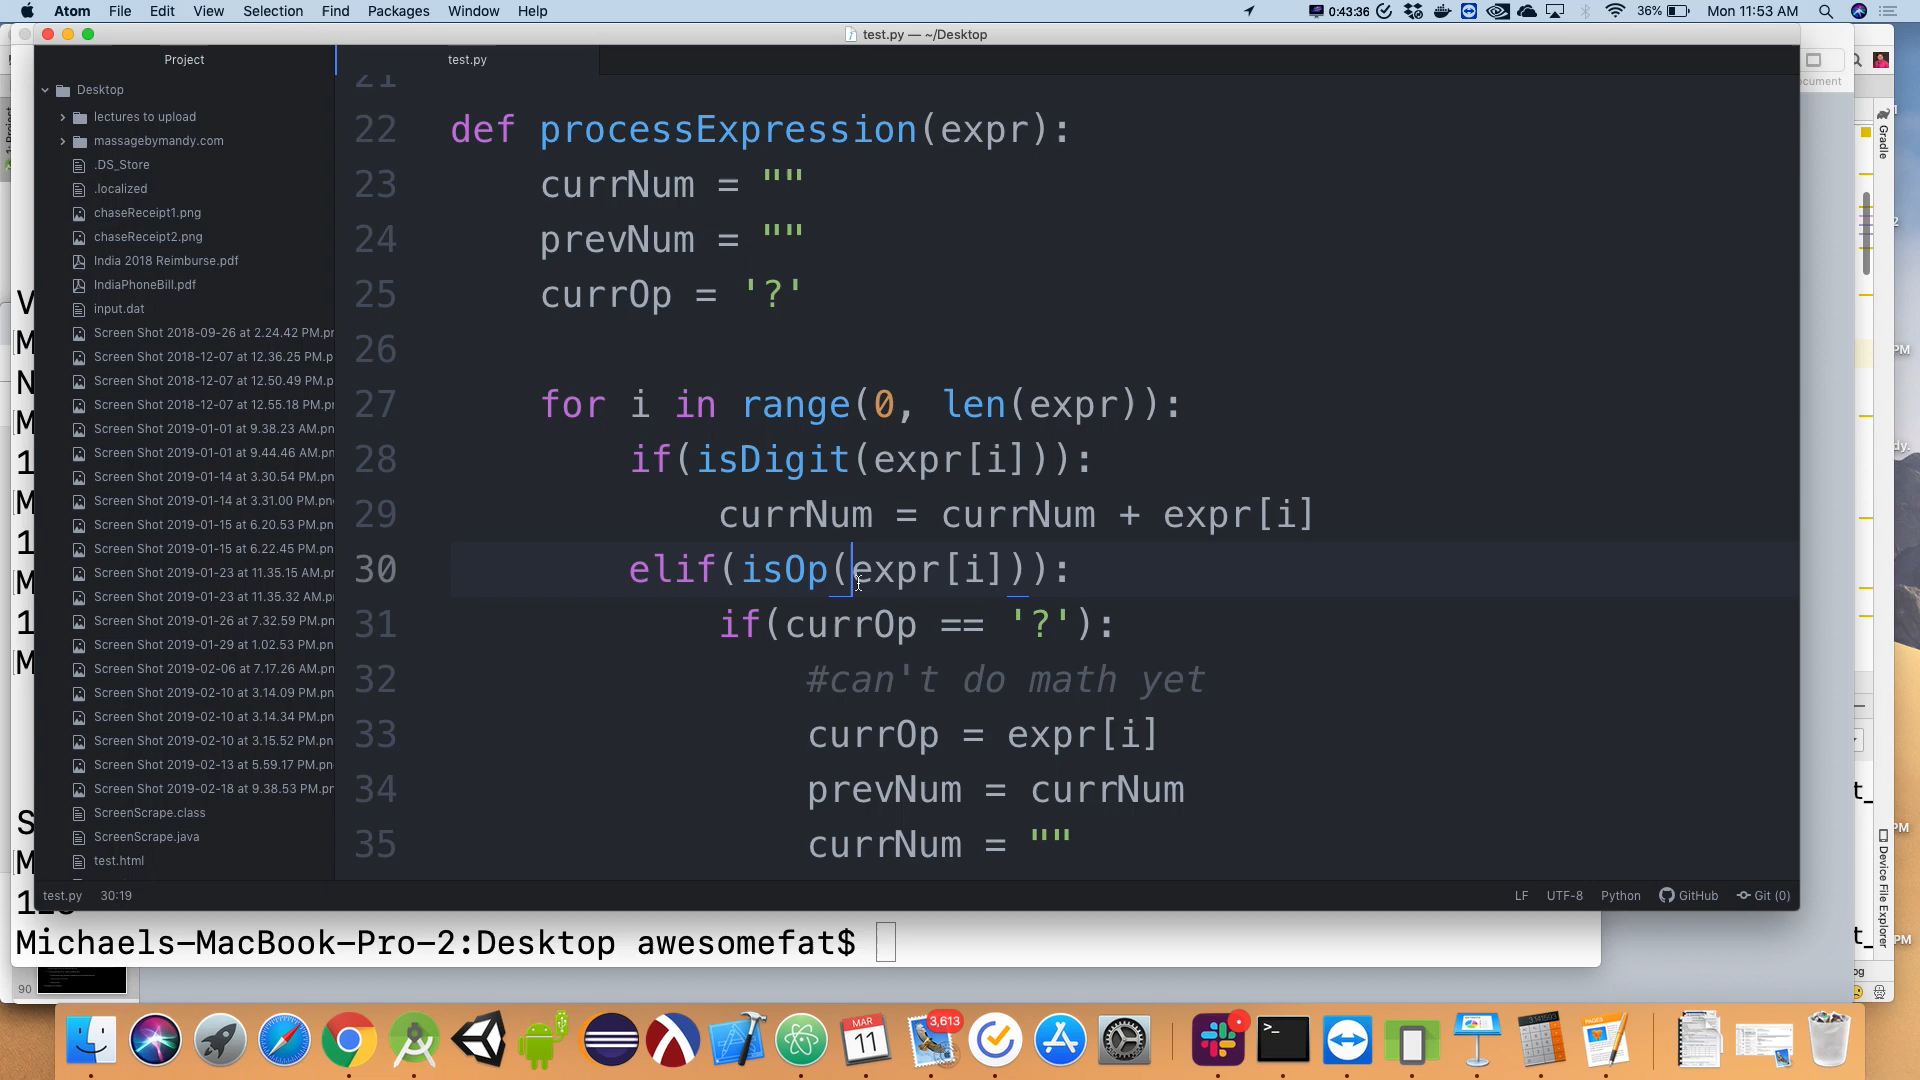 Atom File Edit View Selection Find Packages Window Help 0:43:36 36% Mon 11:53 AM
test.py — ~/Desktop
Project
test.py
Desktop
lectures to upload
massagebymandy.com
.DS_Store
.localized
chaseReceipt1.png
chaseReceipt2.png
India 2018 Reimburse.pdf
IndiaPhoneBill.pdf
input.dat
Screen Shot 2018-09-26 at 2.24.42 PM.pr
Screen Shot 2018-12-07 at 12.36.25 PM.p
Screen Shot 2018-12-07 at 12.50.49 PM.p
Screen Shot 2018-12-07 at 12.55.18 PM.p
Screen Shot 2019-01-01 at 9.38.23 AM.pn
Screen Shot 2019-01-01 at 9.44.46 AM.pn
Screen Shot 2019-01-14 at 3.30.54 PM.pn
Screen Shot 2019-01-14 at 3.31.00 PM.pn
Screen Shot 2019-01-15 at 6.20.53 PM.pn
Screen Shot 2019-01-15 at 6.22.45 PM.pn
Screen Shot 2019-01-23 at 11.35.15 AM.p
Screen Shot 2019-01-23 at 11.35.32 AM.p
Screen Shot 2019-01-26 at 7.32.59 PM.pn
Screen Shot 2019-01-29 at 1.02.53 PM.pn
Screen Shot 2019-02-06 at 7.17.26 AM.pn
Screen Shot 2019-02-10 at 3.14.09 PM.pn
Screen Shot 2019-02-10 at 3.14.34 PM.pn
Screen Shot 2019-02-10 at 3.15.52 PM.pn
Screen Shot 2019-02-13 at 5.59.17 PM.pn
Screen Shot 2019-02-18 at 9.38.53 PM.pr
ScreenScrape.class
ScreenScrape.java
test.html
21
22 def processExpression(expr):
23 currNum = ""
24 prevNum = ""
25 currOp = '?'
26
27 for i in range(0, len(expr)):
28 if(isDigit(expr[i])):
29 currNum = currNum + expr[i]
30 elif(isOp(expr[i])):
31 if(currOp == '?'):
32 #can't do math yet
33 currOp = expr[i]
34 prevNum = currNum
35 currNum = ""
test.py 30:19 LF UTF-8 Python GitHub Git (0)
Michaels-MacBook-Pro-2:Desktop awesomefat$
90
Gradle
Device File Explorer
3,613
MAR
11
PAGES